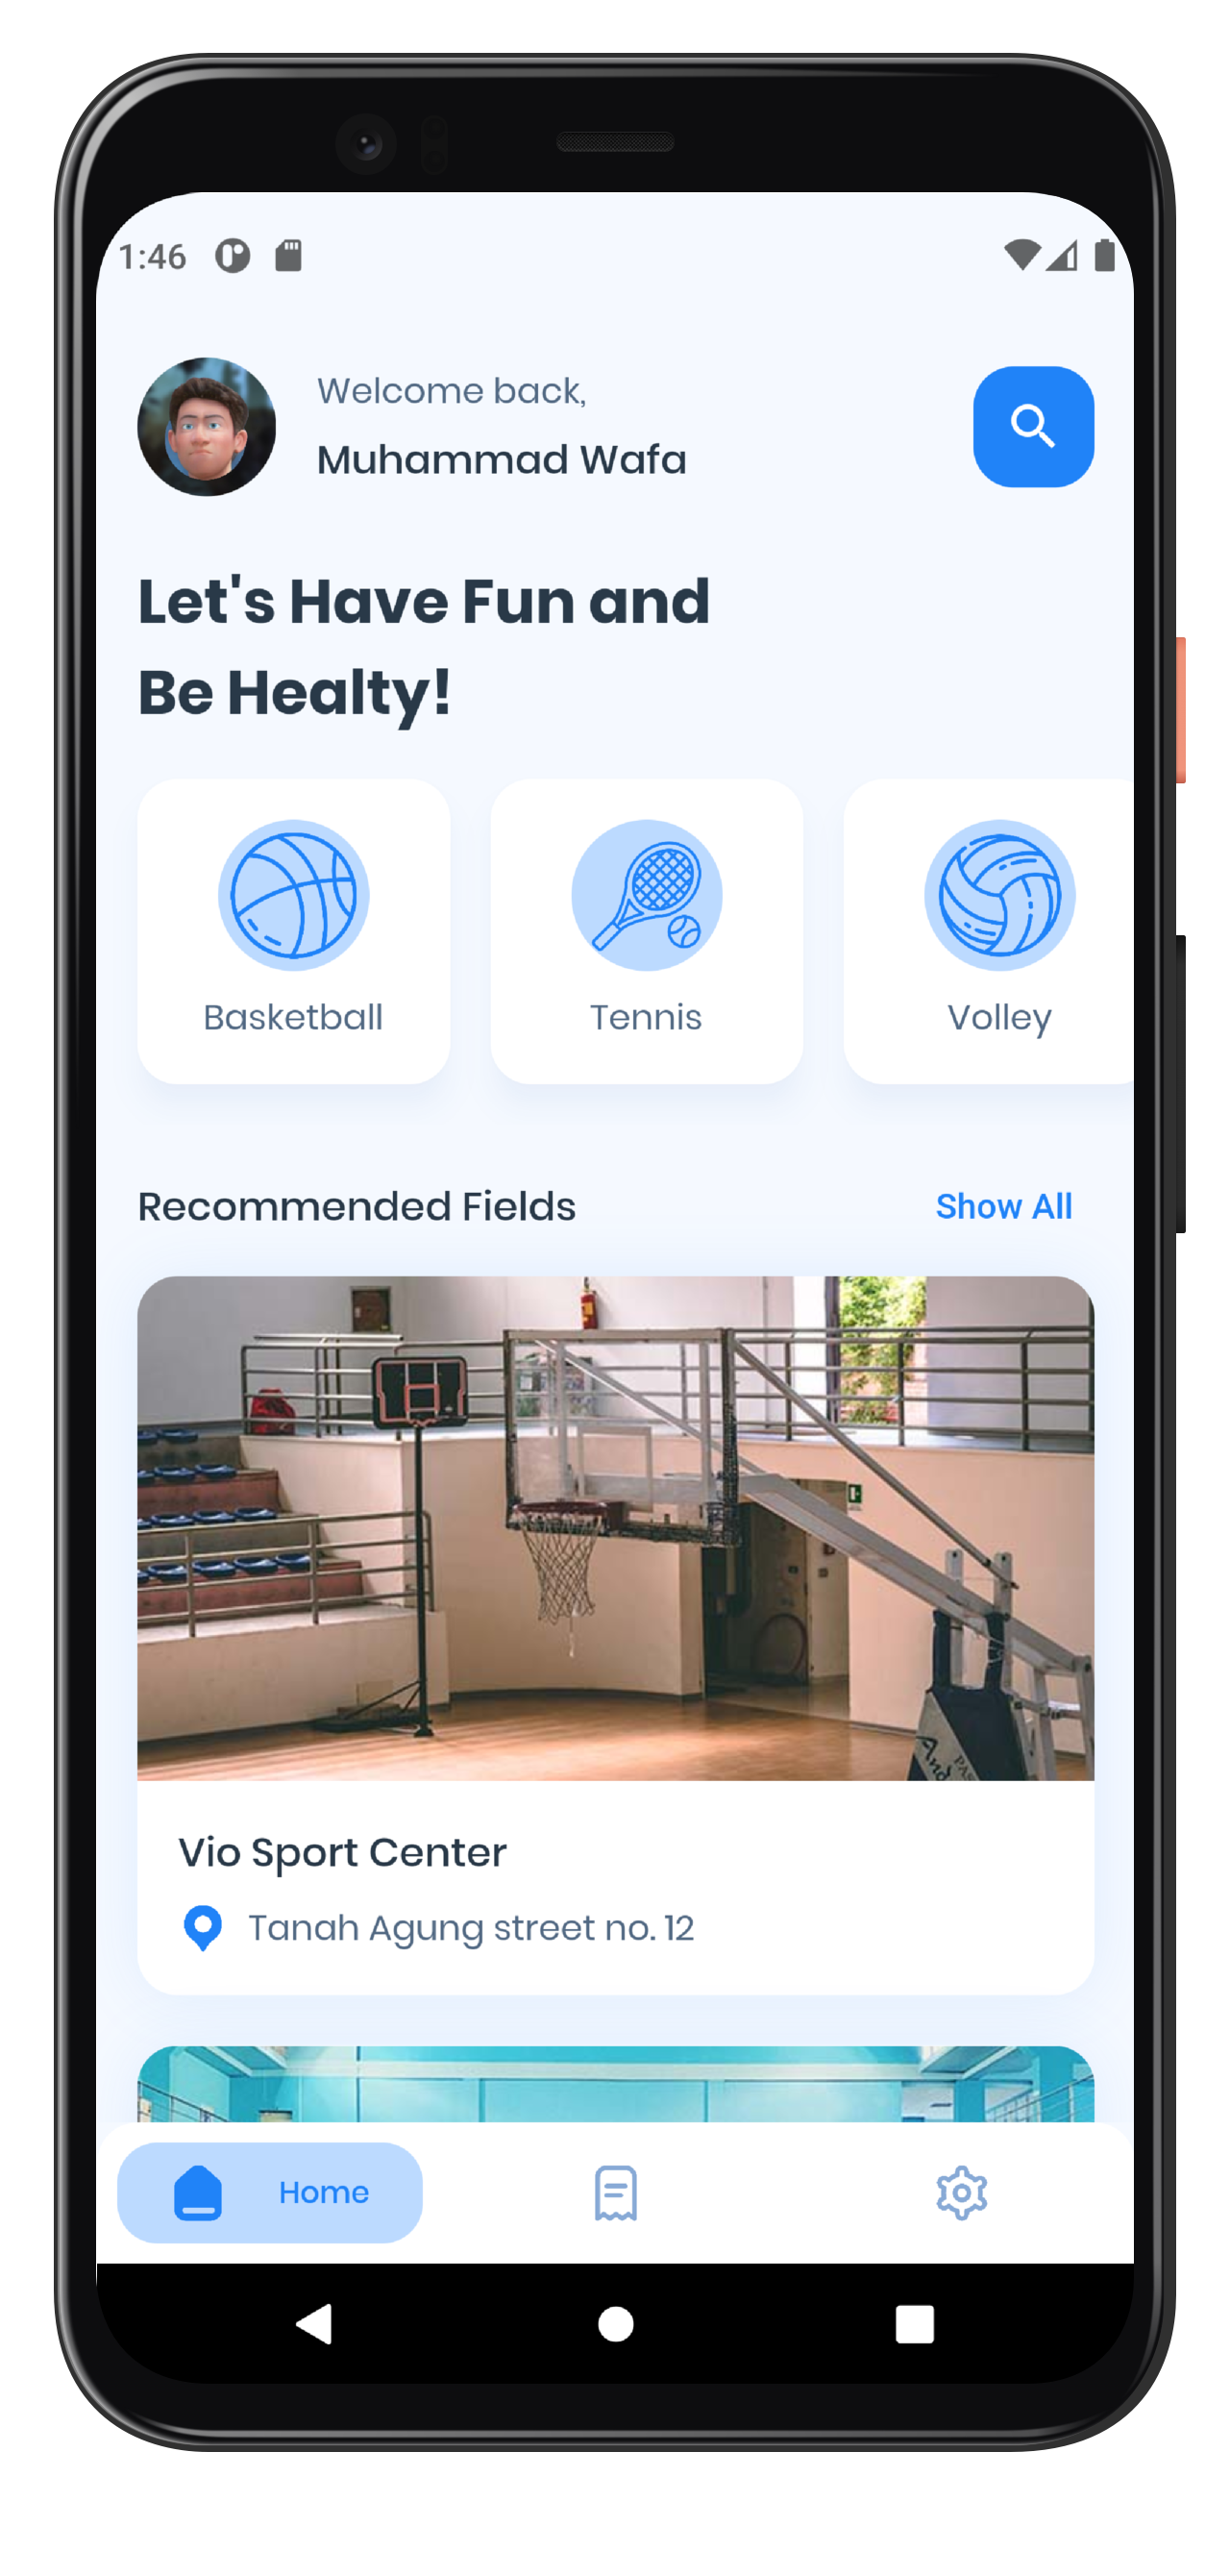 1:46
Welcome back,
Muhammad Wafa
Let's Have Fun and
Be Healty!
Basketball
Tennis
Volley
Recommended Fields
Show All
And
Vio Sport Center
Tanah Agung street no. 12
Home